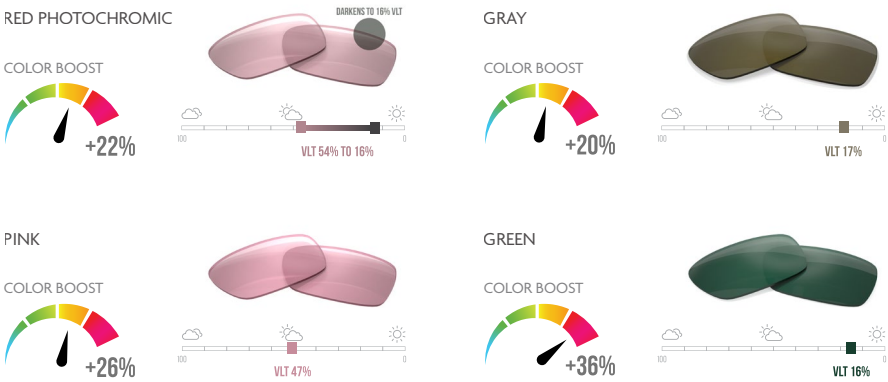 RED PHOTOCHROMIC
DARKENS TO 16% VLT
COLOR BOOST
+22%
100
0
VLT 54% TO 16%
GRAY
COLOR BOOST
+20%
100
0
VLT 17%
PINK
COLOR BOOST
+26%
100
0
VLT 47%
GREEN
COLOR BOOST
+36%
100
0
VLT 16%